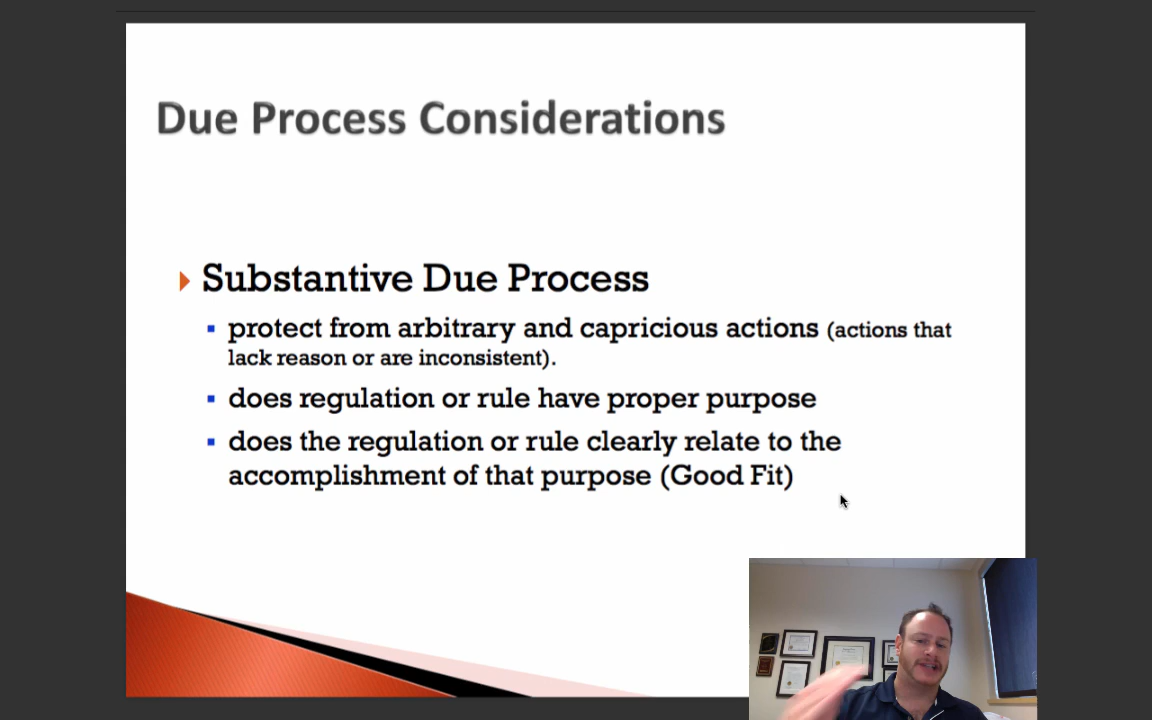 Due Process Considerations
Substantive Due Process
protect from arbitrary and capricious actions (actions that
lack reason or are inconsistent).
does regulation or rule have proper purpose
does the regulation or rule clearly relate to the
accomplishment of that purpose (Good Fit)